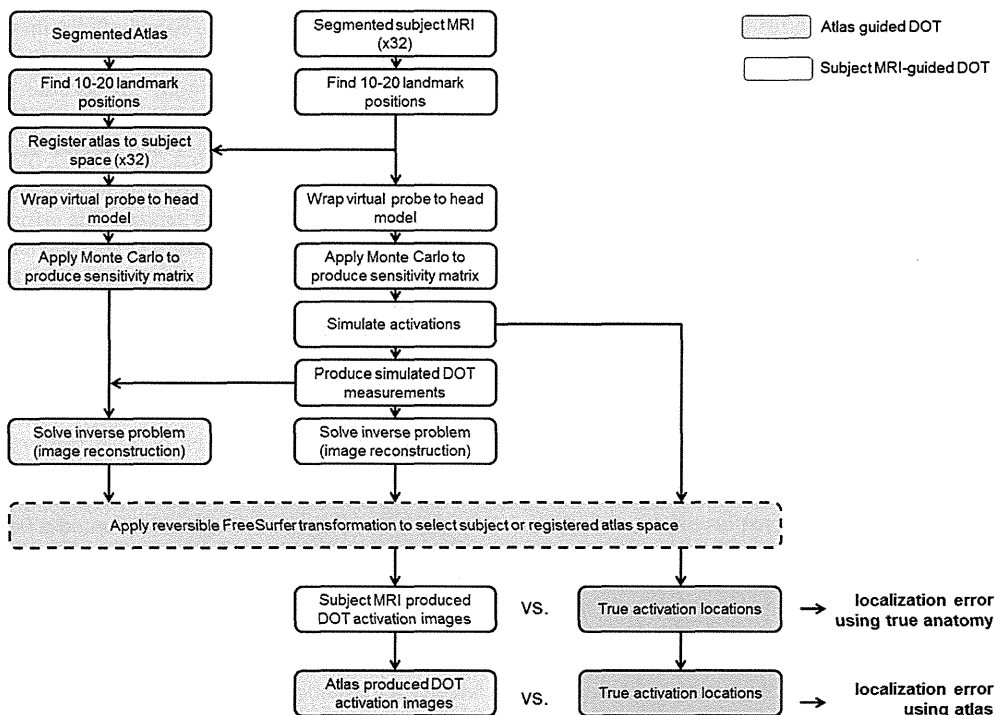 Segmented Atlas
Segmented subject MRI
(x32)
Atlas guided DOT
Find 10-20 landmark
positions
Find 10-20 landmark
positions
Subject MRI-guided DOT
Register atlas to subject
space (x32)
Wrap virtual probe to head
model
Wrap virtual probe to head
model
Apply Monte Carlo to
produce sensitivity matrix
Apply Monte Carlo to
produce sensitivity matrix
Simulate activations
Produce simulated DOT
measurements
Solve inverse problem
(image reconstruction)
Solve inverse problem
(image reconstruction)
Apply reversible FreeSurfer transformation to select subject or registered atlas space
Subject MRI produced
DOT activation images
VS.
True activation locations
localization error
using true anatomy
Atlas produced DOT
activation images
VS.
True activation locations
localization error
using atlas